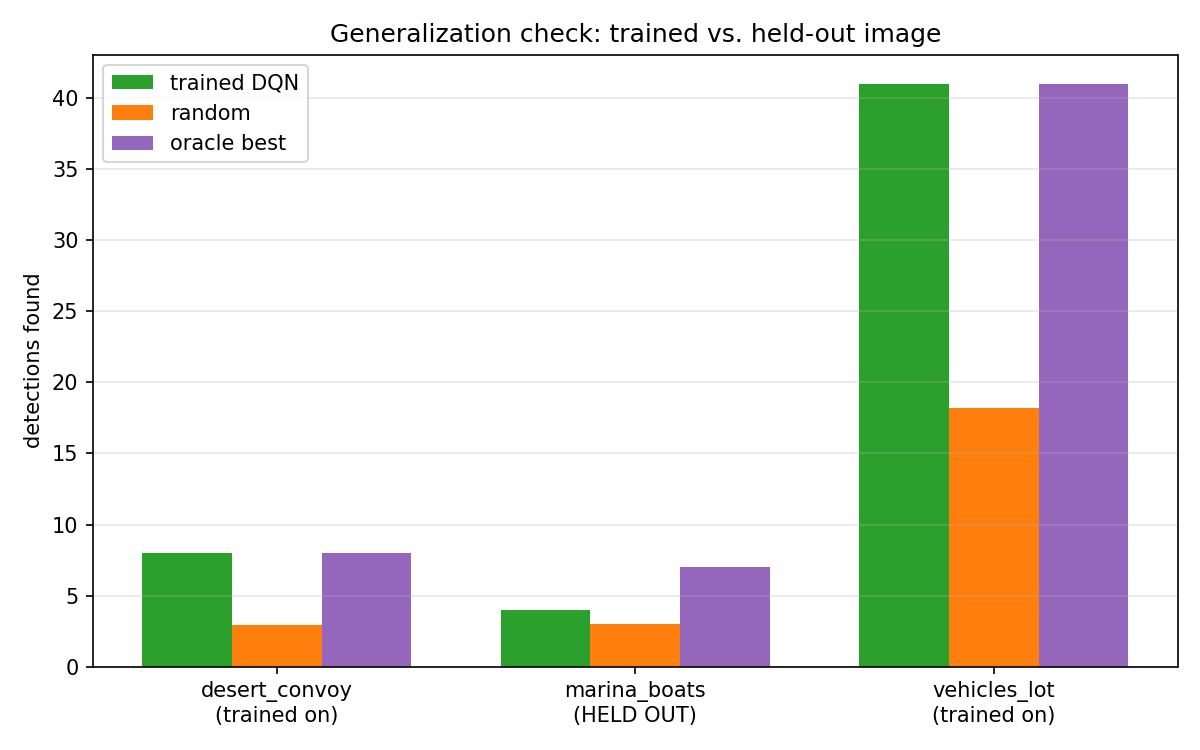 Generalization check: trained vs. held-out image
trained DQN
random
oracle best
detections found
40
35
30
25
20
15
10
5
0
desert_convoy
(trained on)
marina_boats
(HELD OUT)
vehicles_lot
(trained on)